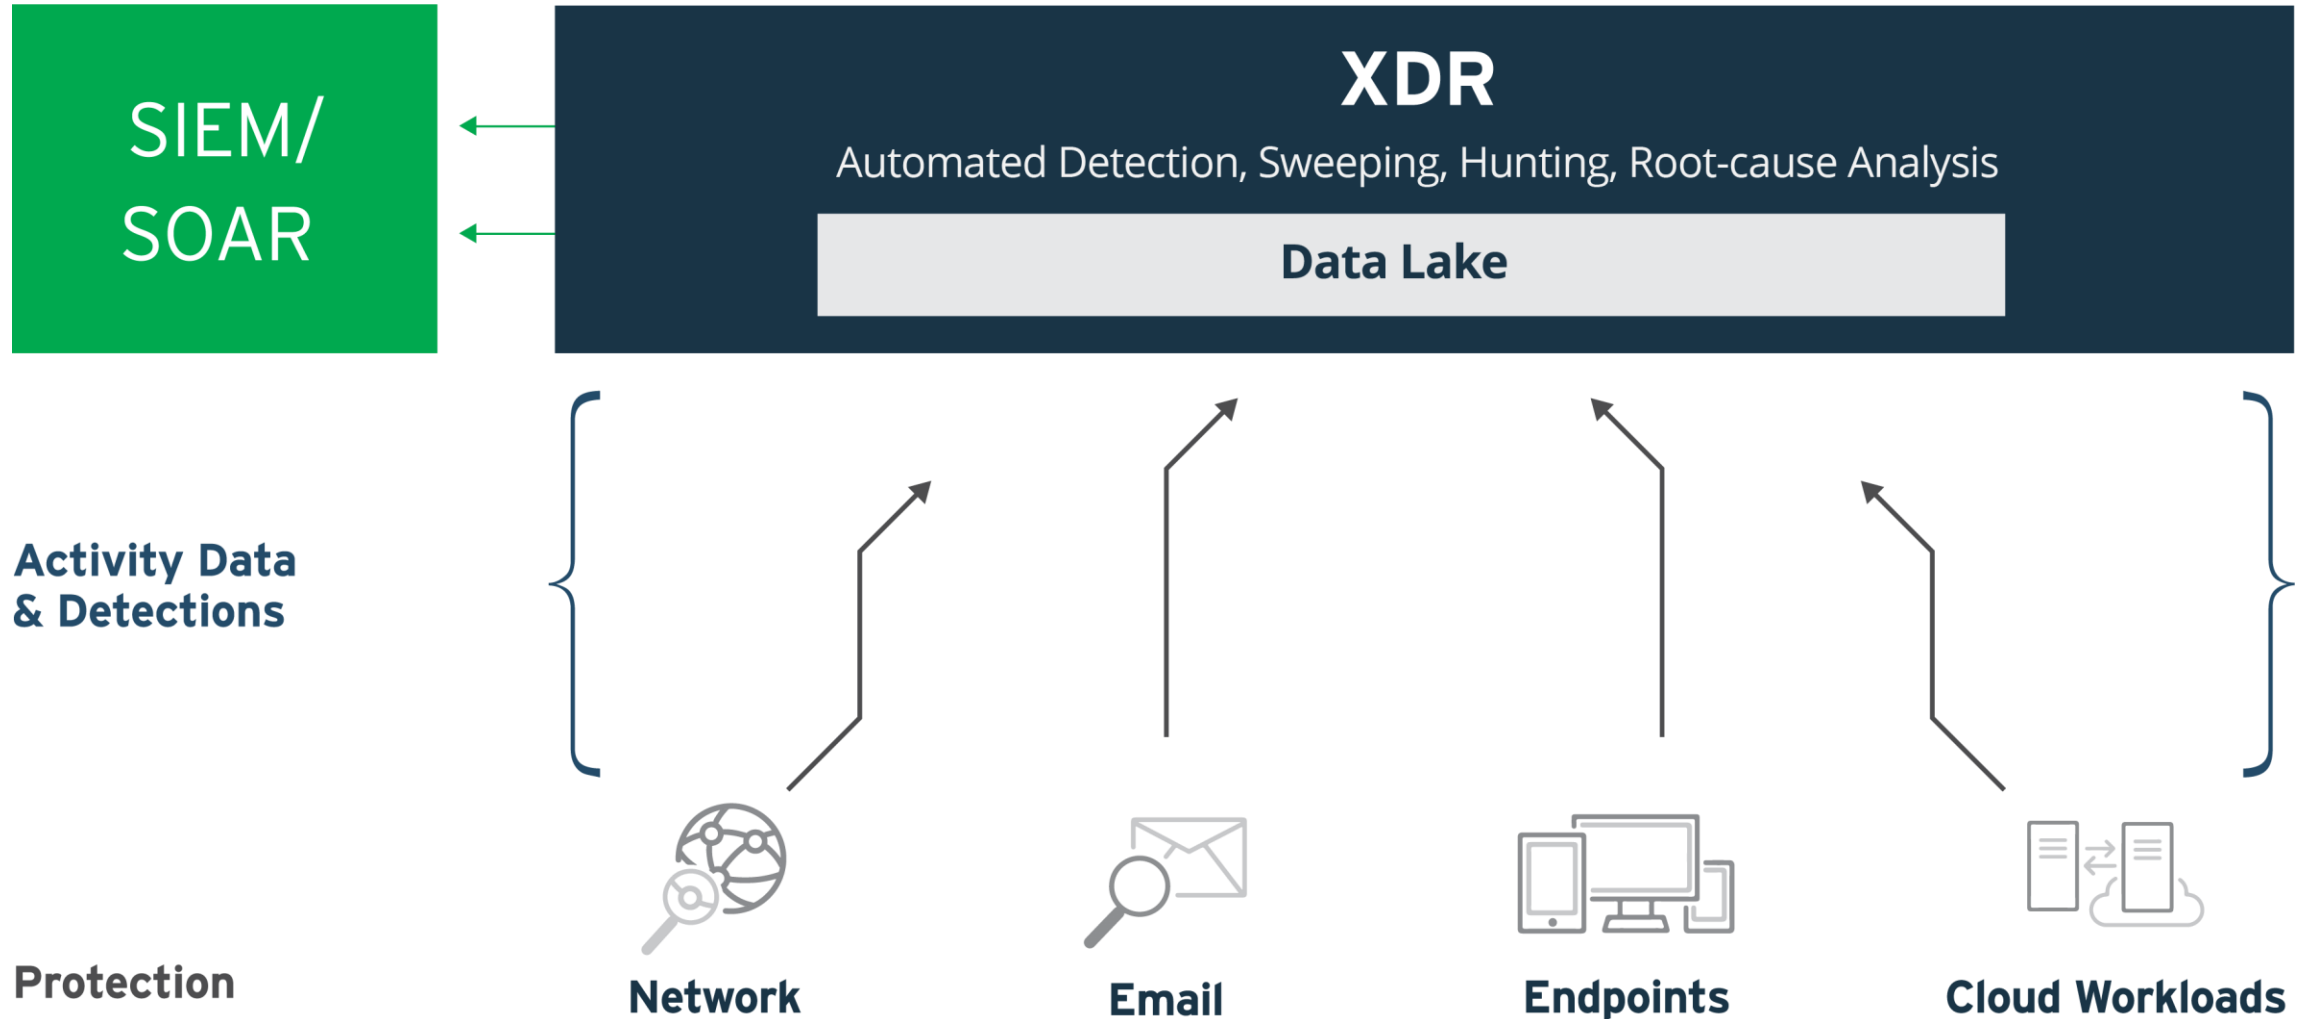 SIEM/
SOAR
XDR
Automated Detection, Sweeping, Hunting, Root-cause Analysis
Data Lake
Activity Data
& Detections
Protection
Network
Email
Endpoints
Cloud Workloads